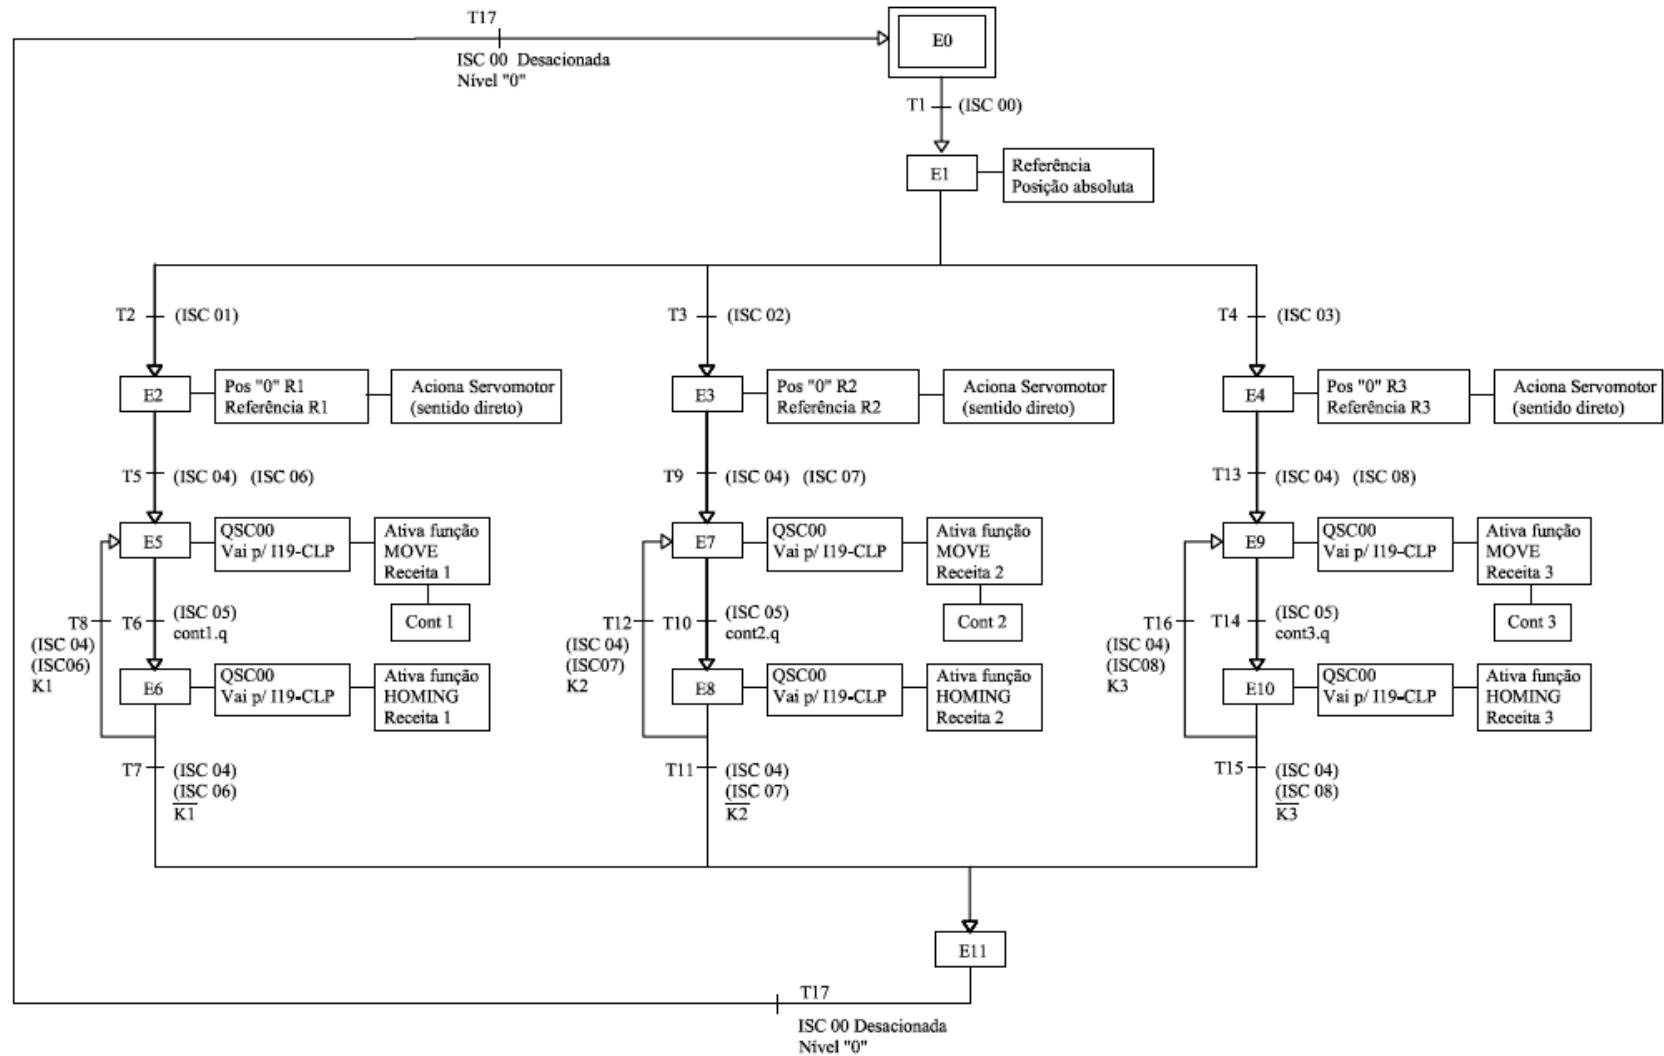 T17
ISC 00 Desacionada
Nível "0"
E0
T1
(ISC 00)
E1
Referência
Posição absoluta
T2
(ISC 01)
T3
(ISC 02)
T4
(ISC 03)
E2
Pos "0" R1
Referência R1
Aciona Servomotor
(sentido direto)
E3
Pos "0" R2
Referência R2
Aciona Servomotor
(sentido direto)
E4
Pos "0" R3
Referência R3
Aciona Servomotor
(sentido direto)
T5
(ISC 04) (ISC 06)
T9
(ISC 04) (ISC 07)
T13
(ISC 04) (ISC 08)
E5
QSC00
Vai p/ I19-CLP
Ativa função
MOVE
Receita 1
E7
QSC00
Vai p/ I19-CLP
Ativa função
MOVE
Receita 2
E9
QSC00
Vai p/ I19-CLP
Ativa função
MOVE
Receita 3
T8
(ISC 04)
(ISC06)
K1
T6
(ISC 05)
cont1.q
Cont 1
T12
(ISC 04)
(ISC07)
K2
T10
(ISC 05)
cont2.q
Cont 2
T16
(ISC 04)
(ISC08)
K3
T14
(ISC 05)
cont3.q
Cont 3
E6
QSC00
Vai p/ I19-CLP
Ativa função
HOMING
Receita 1
E8
QSC00
Vai p/ I19-CLP
Ativa função
HOMING
Receita 2
E10
QSC00
Vai p/ I19-CLP
Ativa função
HOMING
Receita 3
T7
(ISC 04)
(ISC 06)
K1
T11
(ISC 04)
(ISC 07)
K2
T15
(ISC 04)
(ISC 08)
K3
E11
T17
ISC 00 Desacionada
Nível "0"